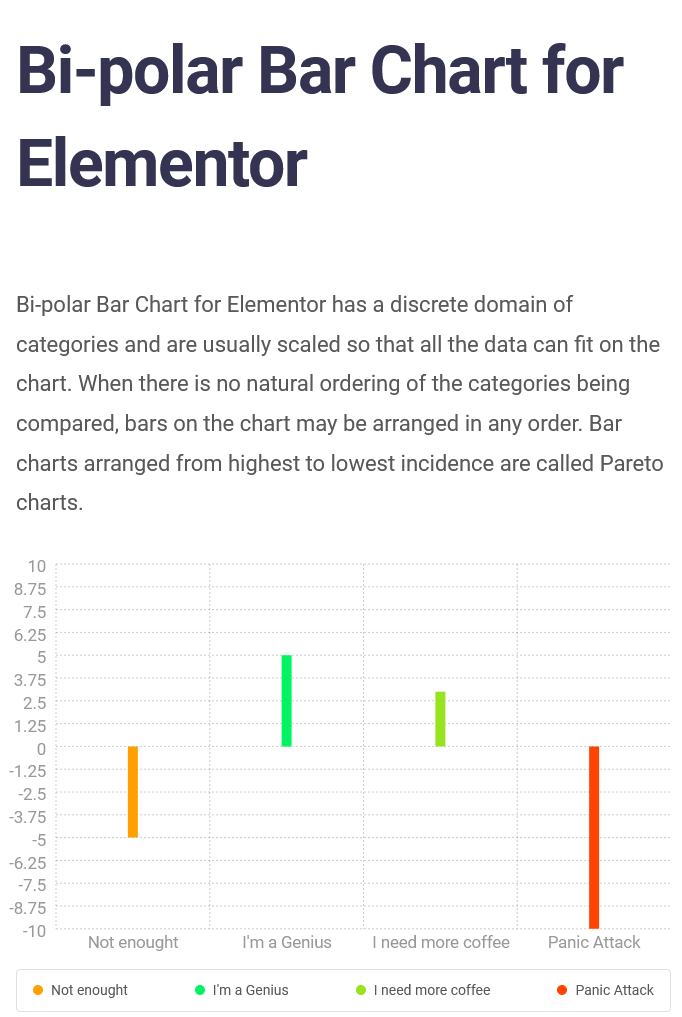 Bi-polar Bar Chart for
Elementor
Bi-polar Bar Chart for Elementor has a discrete domain of
categories and are usually scaled so that all the data can fit on the
chart. When there is no natural ordering of the categories being
compared, bars on the chart may be arranged in any order. Bar
charts arranged from highest to lowest incidence are called Pareto
charts.
10
8.75
7.5
6.25
5
3.75
2.5
1.25
0
-1.25
-2.5
-3.75
-5
-6.25
-7.5
-8.75
-10
Not enought I'm a Genius I need more coffee Panic Attack
Not enought I'm a Genius I need more coffee Panic Attack